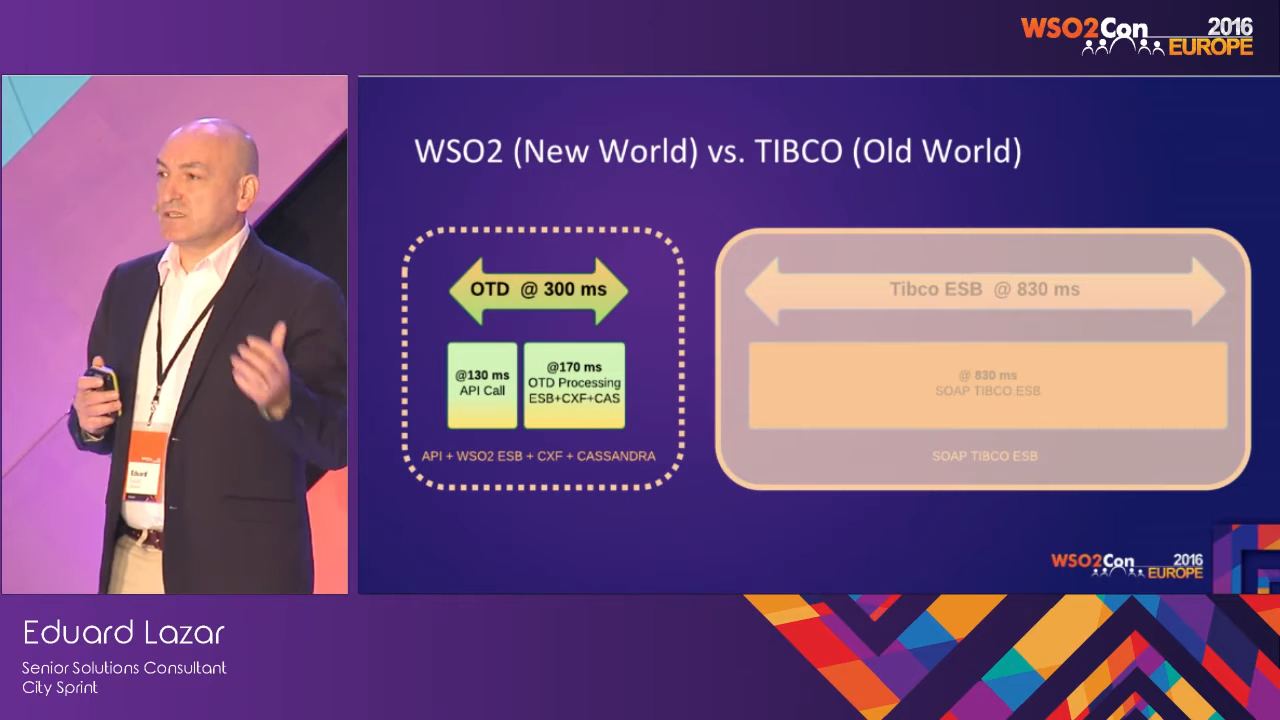 WSO2Con 2016
EUROPE
WSO2 (New World) vs. TIBCO (Old World)
OTD @ 300 ms
@130 ms
API Call
@170 ms
OTD Processing
ESB+CXF+CAS
API + WSO2 ESB + CXF + CASSANDRA
Tibco ESB @ 830 ms
@ 830 ms
SOAP TIBCO ESB
SOAP TIBCO ESB
WSO2Con 2016
EUROPE
Eduard
Eduard Lazar
Senior Solutions Consultant
City Sprint